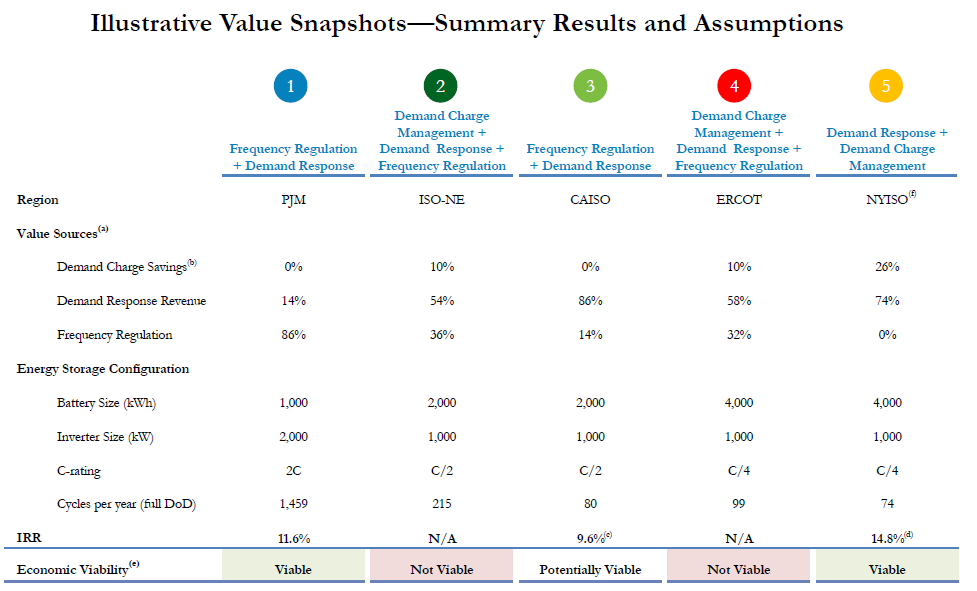 Illustrative Value Snapshots—Summary Results and Assumptions
1 2 3 4 5
Frequency Regulation
+ Demand Response
Demand Charge
Management +
Demand Response +
Frequency Regulation
Frequency Regulation
+ Demand Response
Demand Charge
Management +
Demand Response +
Frequency Regulation
Demand Response +
Demand Charge
Management
Region PJM ISO-NE CAISO ERCOT NYISO(f)
Value Sources(a)
Demand Charge Savings(b) 0% 10% 0% 10% 26%
Demand Response Revenue 14% 54% 86% 58% 74%
Frequency Regulation 86% 36% 14% 32% 0%
Energy Storage Configuration
Battery Size (kWh) 1,000 2,000 2,000 4,000 4,000
Inverter Size (kW) 2,000 1,000 1,000 1,000 1,000
C-rating 2C C/2 C/2 C/4 C/4
Cycles per year (full DoD) 1,459 215 80 99 74
IRR 11.6% N/A 9.6%(c) N/A 14.8%(d)
Economic Viability(e) Viable Not Viable Potentially Viable Not Viable Viable